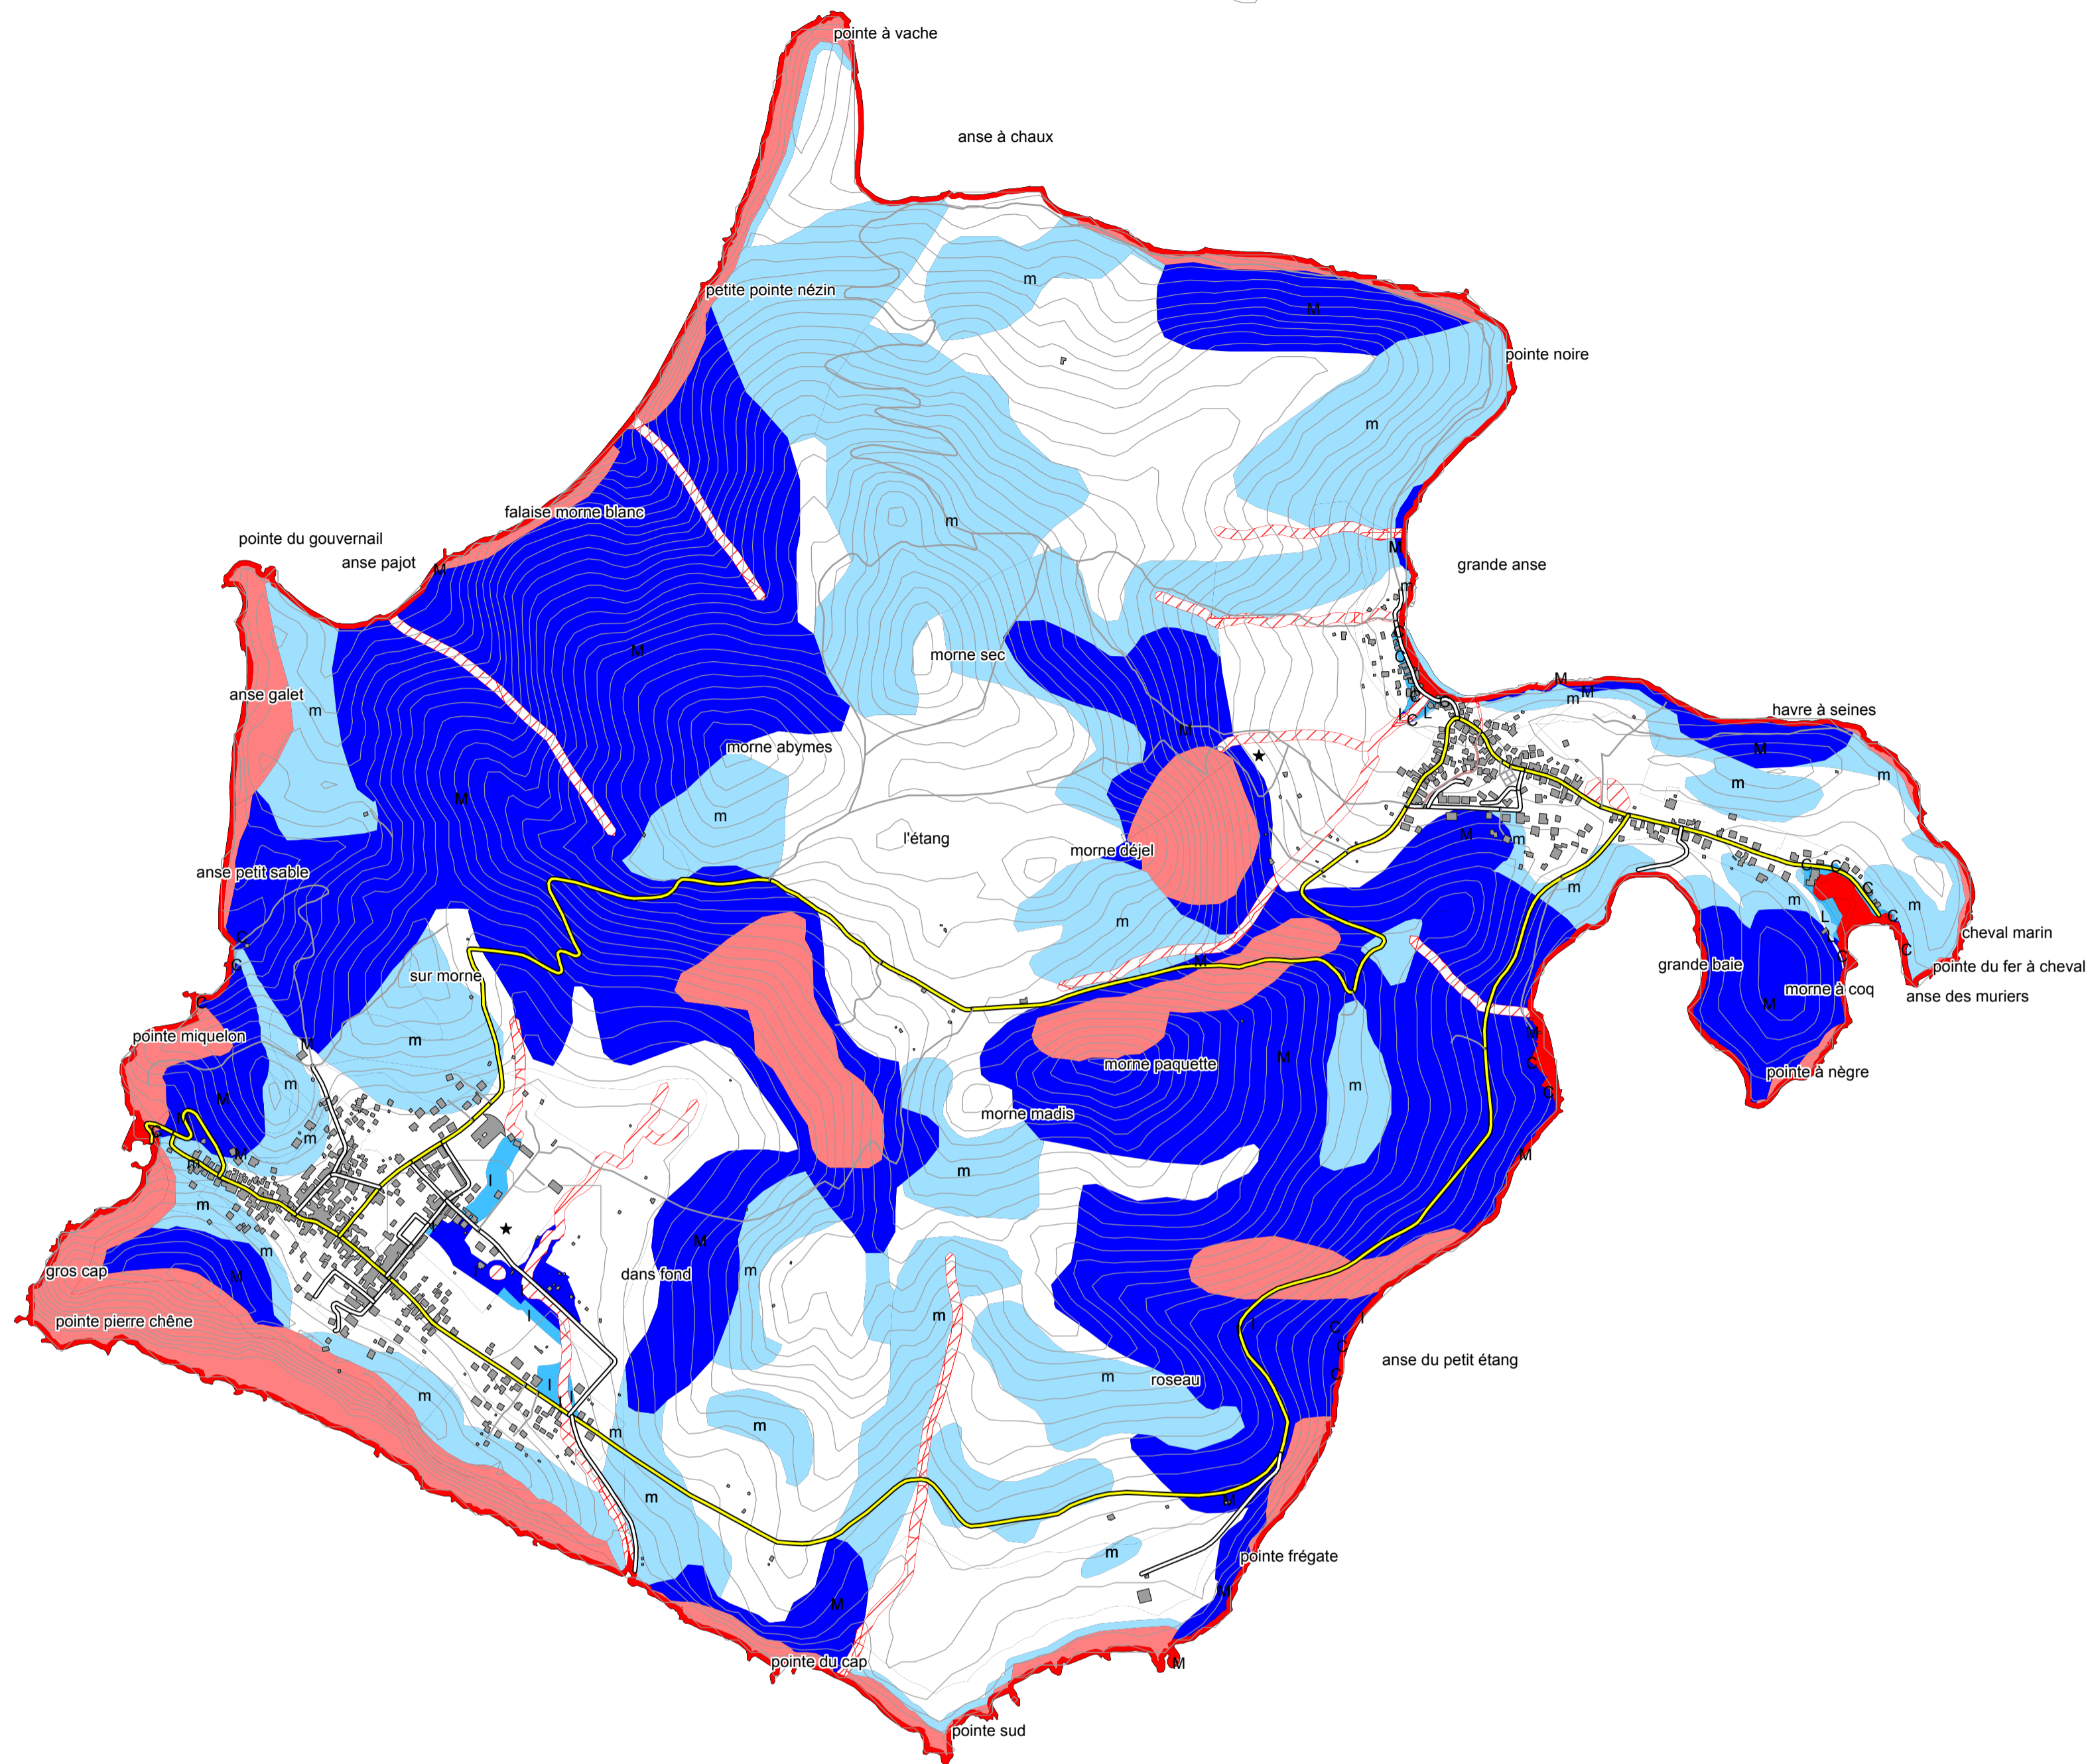 pointe à vache
anse à chaux
m
petite pointe nézin
M
pointe noire
m
falaise morne blanc
m
pointe du gouvernail
M
grande anse
anse pajot
M
m
C
M
morne sec
C
M
M
anse galet
m
m
C
L
havre à seines
C
M
morne abymes
M
m
m
M
m
M
l'étang
m
morne déjel
C
C
anse petit sable
m
C
m
m
m
L
C
C
cheval marin
C
C
M
grande baie
C
pointe du fer à cheval
sur morne
morne à coq
anse des muriers
C
M
M
pointe miquelon
m
M
M
C
morne paquette
pointe à nègre
m
m
M
C
morne madis
m
M
M
m
m
I
m
M
m
gros cap
M
dans fond
m
pointe pierre chêne
I
m
I
I
C
C
anse du petit étang
I
m
roseau
C
m
m
m
m
M
m
pointe frégate
M
M
pointe du cap
M
pointe sud